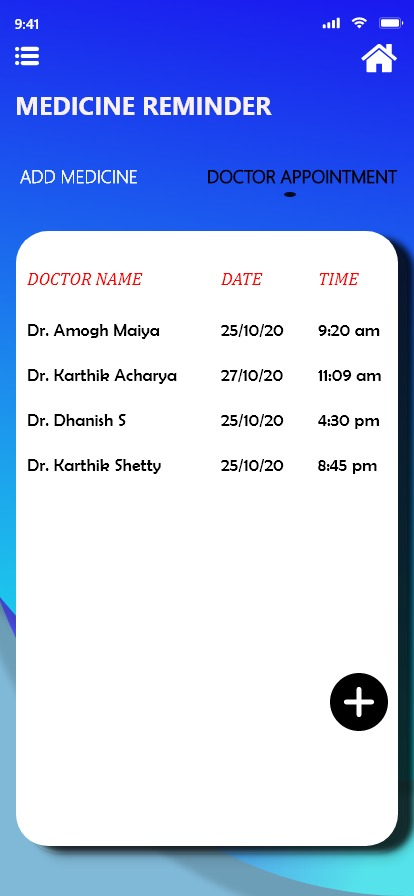 9:41
MEDICINE REMINDER
ADD MEDICINE DOCTOR APPOINTMENT
DOCTOR NAME DATE TIME
Dr. Amogh Maiya 25/10/20 9:20 am
Dr. Karthik Acharya 27/10/20 11:09 am
Dr. Dhanish S 25/10/20 4:30 pm
Dr. Karthik Shetty 25/10/20 8:45 pm